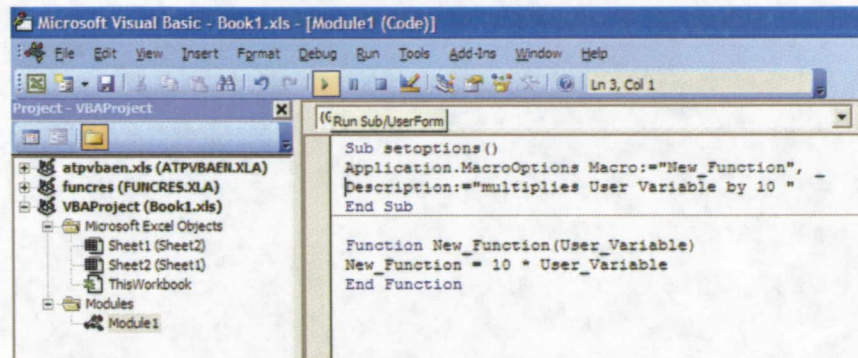 Microsoft Visual Basic - Book1.xls - [Module1 (Code)]
File Edit View Insert Format Debug Run Tools Add-Ins Window Help
Ln 3, Col 1
Project - VBAProject
(G
Run Sub/UserForm
atpvbaen.xls (ATPVBAEN.XLA)
funcres (FUNCRES.XLA)
VBAProject (Book1.xls)
Microsoft Excel Objects
Sheet1 (Sheet2)
Sheet2 (Sheet1)
ThisWorkbook
Modules
Module1
Sub setoptions()
Application.MacroOptions Macro:="New_Function", _
Description:="multiplies User Variable by 10 "
End Sub
Function New_Function(User_Variable)
New_Function = 10 * User_Variable
End Function